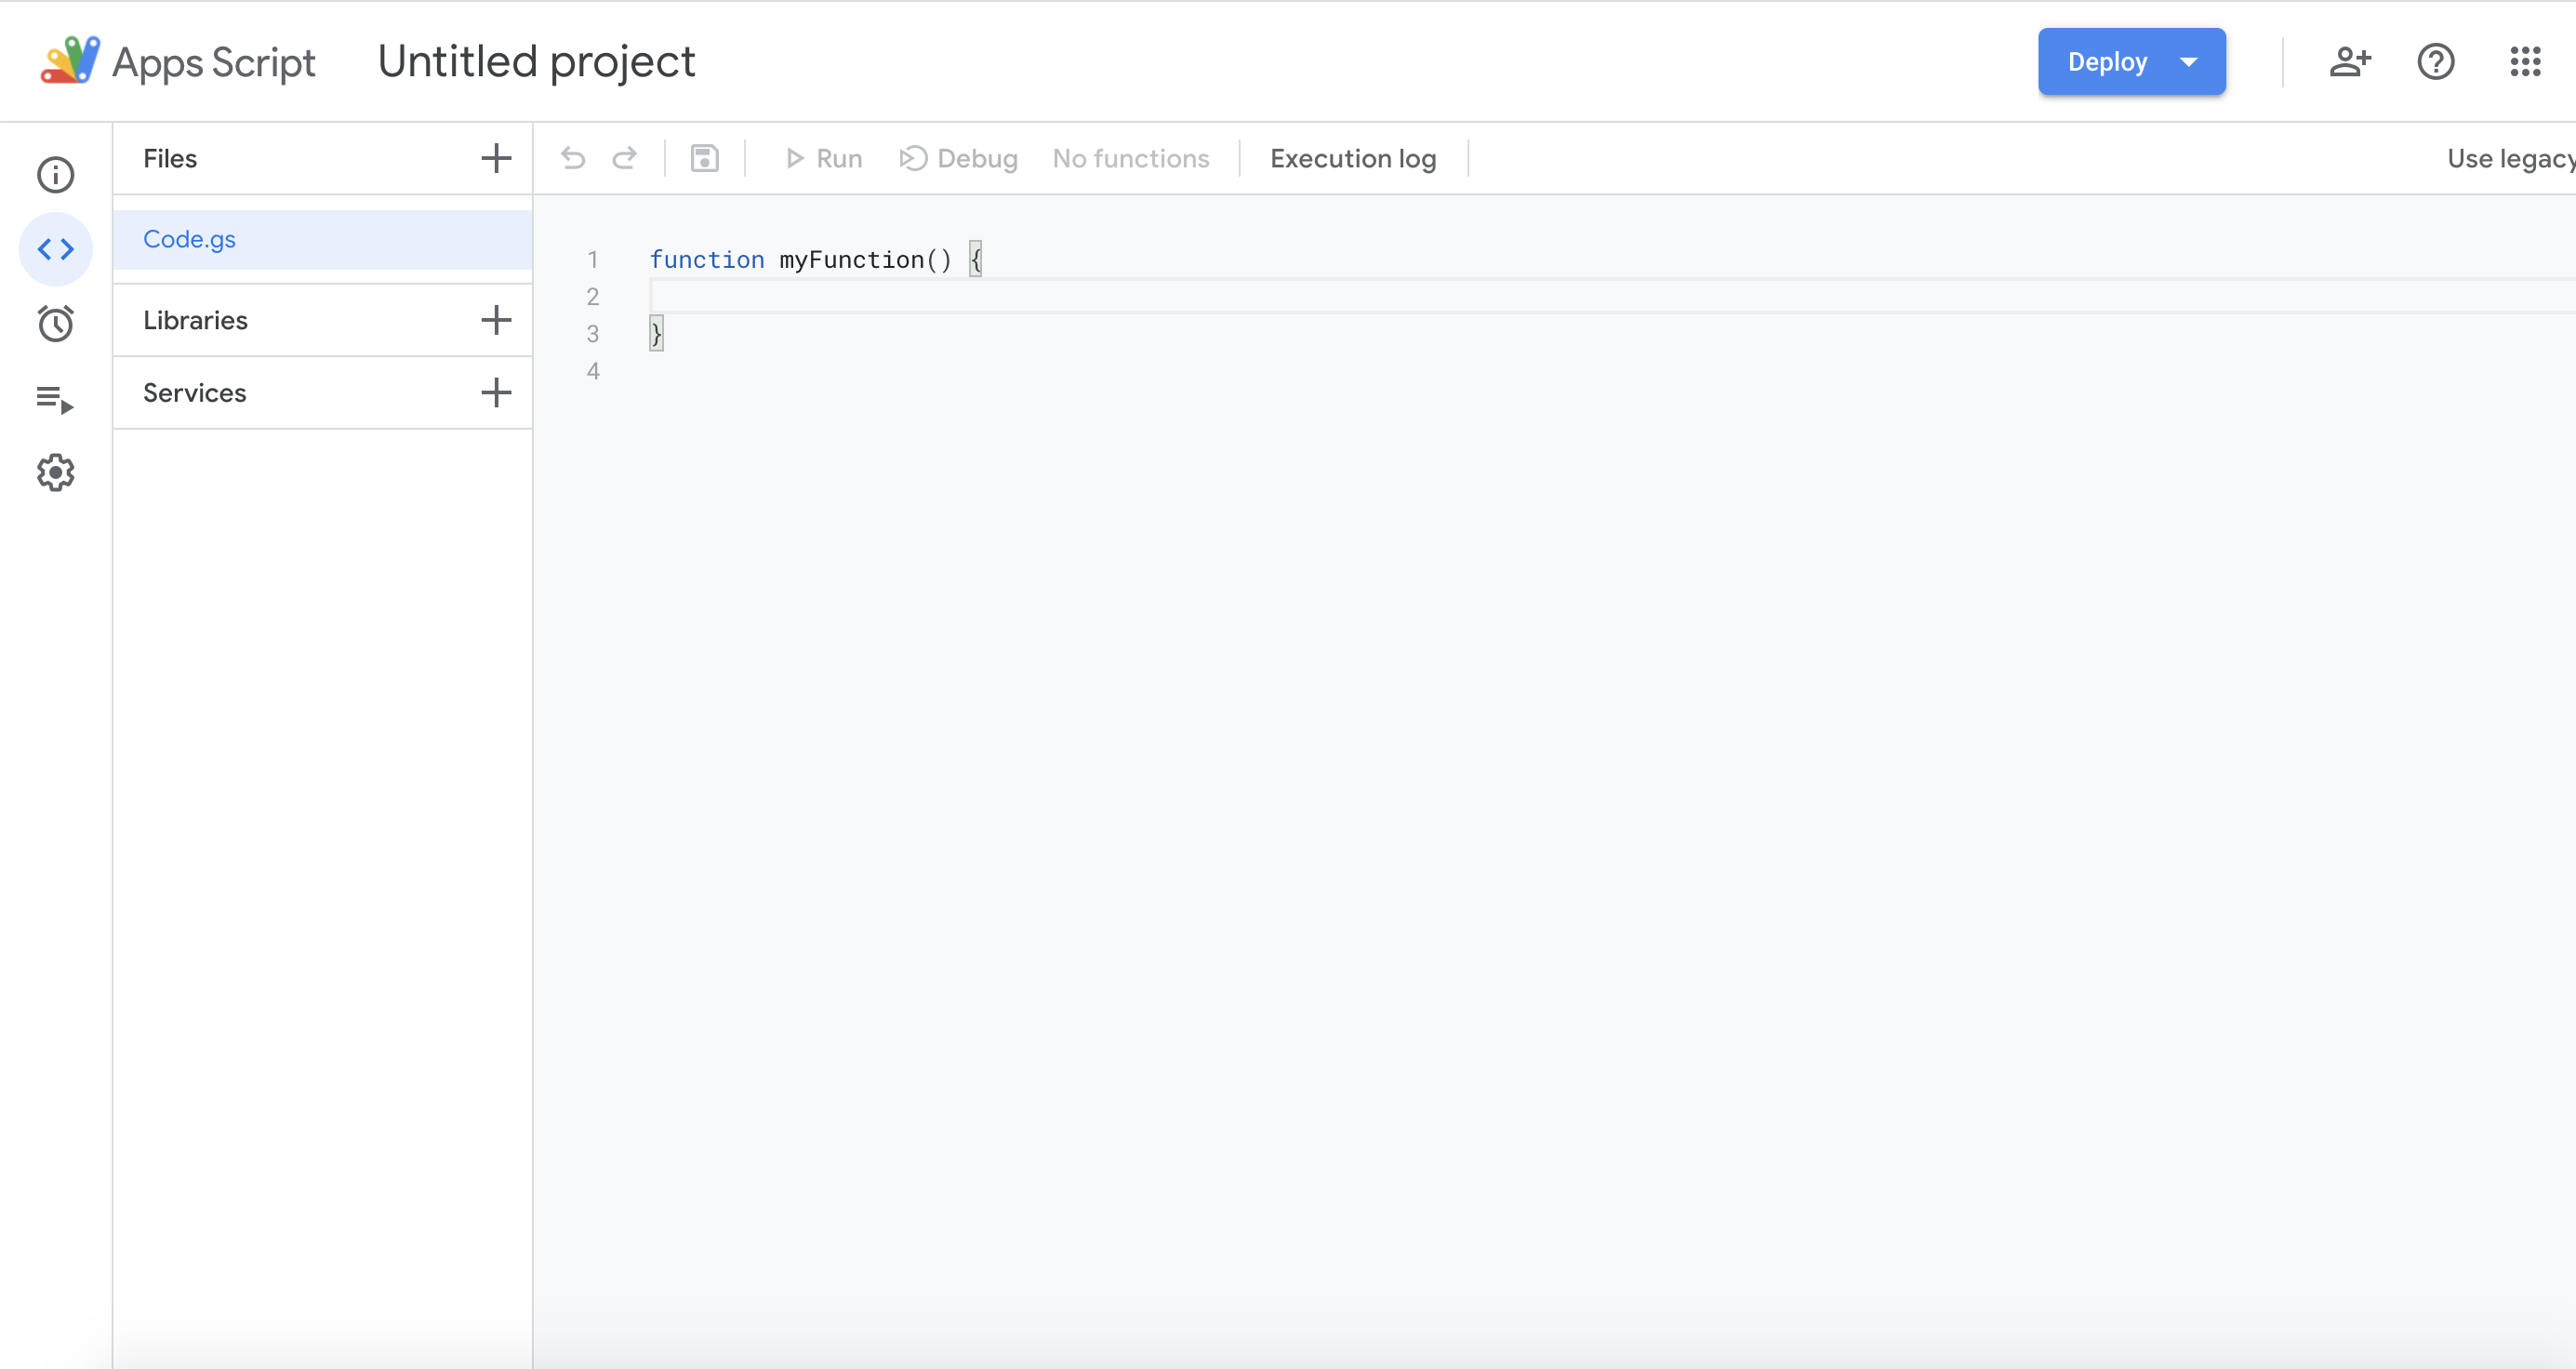 Apps Script Untitled project Deploy
Files Run Debug No functions Execution log Use legacy
Code.gs
1 function myFunction() {
2
3 }
4
Libraries
Services